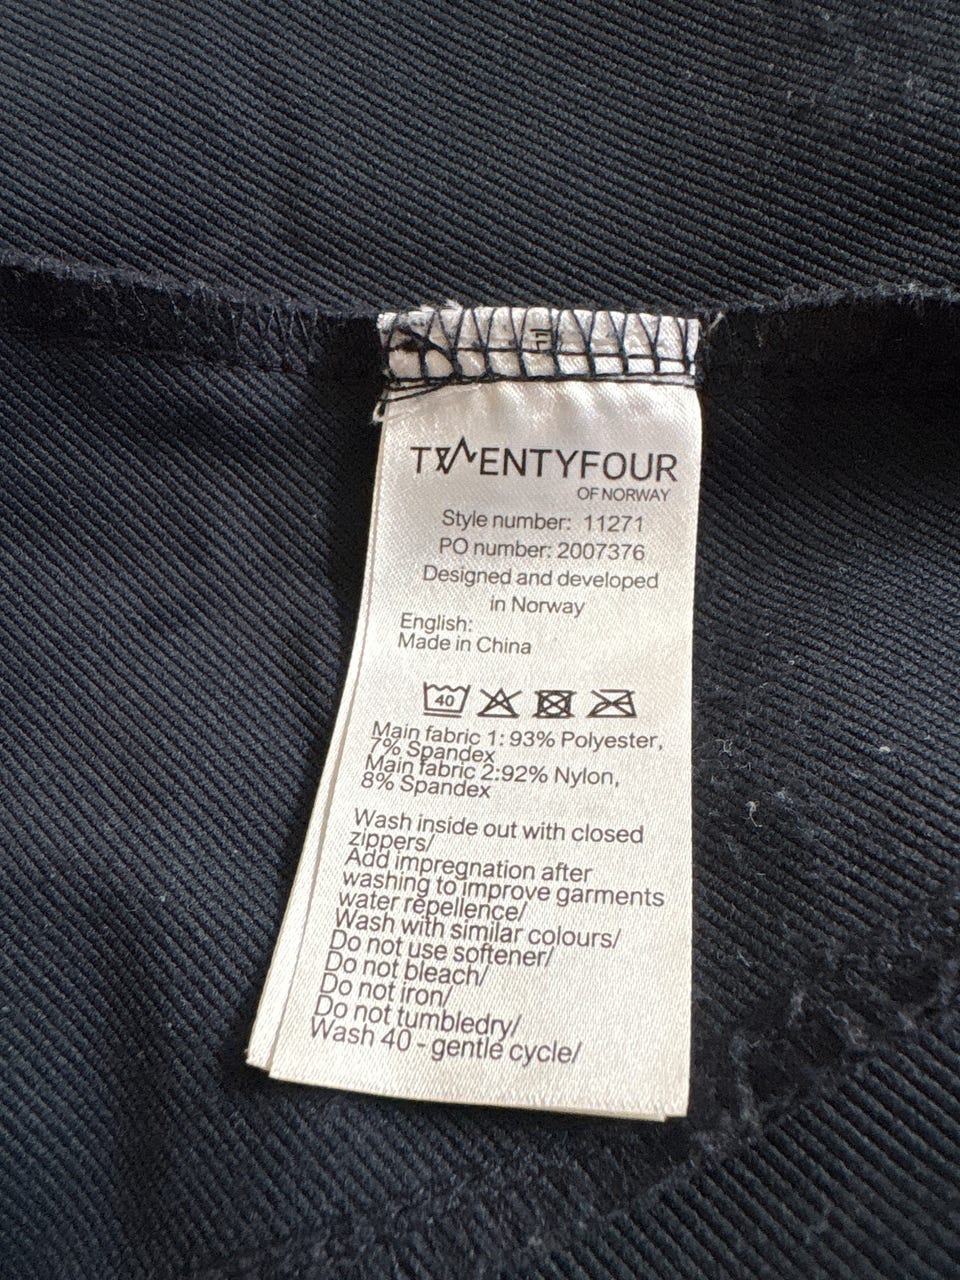 TWENTYFOUR
OF NORWAY
Style number: 11271
PO number: 2007376
Designed and developed
in Norway
English:
Made in China
40
Main fabric 1: 93% Polyester,
7% Spandex
Main fabric 2:92% Nylon,
8% Spandex
Wash inside out with closed
zippers/
Add impregnation after
washing to improve garments
water repellence/
Wash with similar colours/
Do not use softener/
Do not bleach/
Do not iron/
Do not tumbledry/
Wash 40 - gentle cycle/